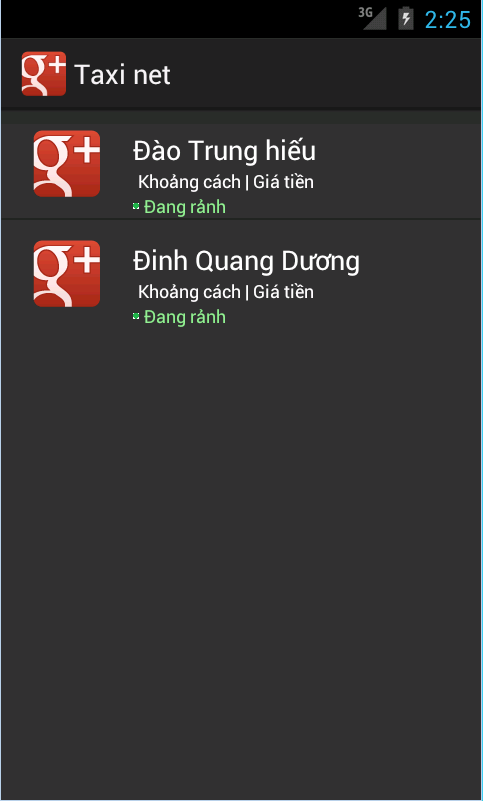 3G 2:25
g+ Taxi net
g+ Đào Trung hiếu
Khoảng cách | Giá tiền
Đang rảnh
g+ Đinh Quang Dương
Khoảng cách | Giá tiền
Đang rảnh